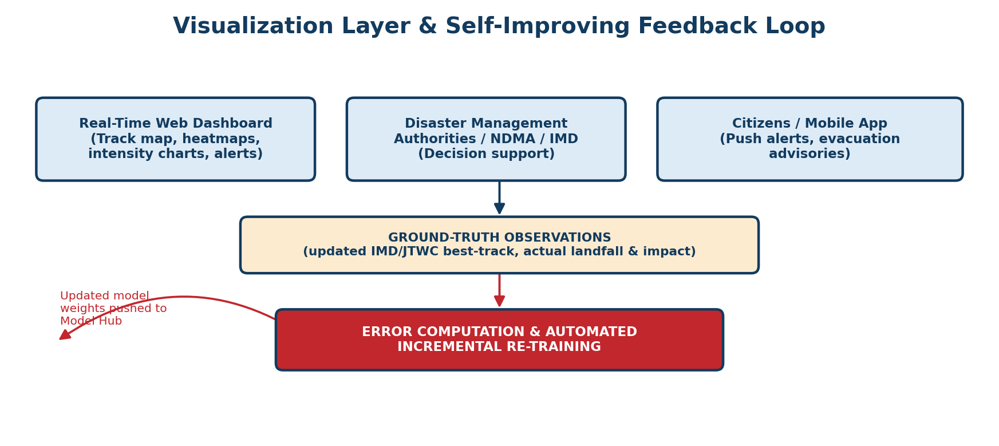 Visualization Layer & Self-Improving Feedback Loop
Real-Time Web Dashboard
(Track map, heatmaps,
intensity charts, alerts)
Disaster Management
Authorities / NDMA / IMD
(Decision support)
Citizens / Mobile App
(Push alerts, evacuation
advisories)
GROUND-TRUTH OBSERVATIONS
(updated IMD/JTWC best-track, actual landfall & impact)
Updated model
weights pushed to
Model Hub
ERROR COMPUTATION & AUTOMATED
INCREMENTAL RE-TRAINING